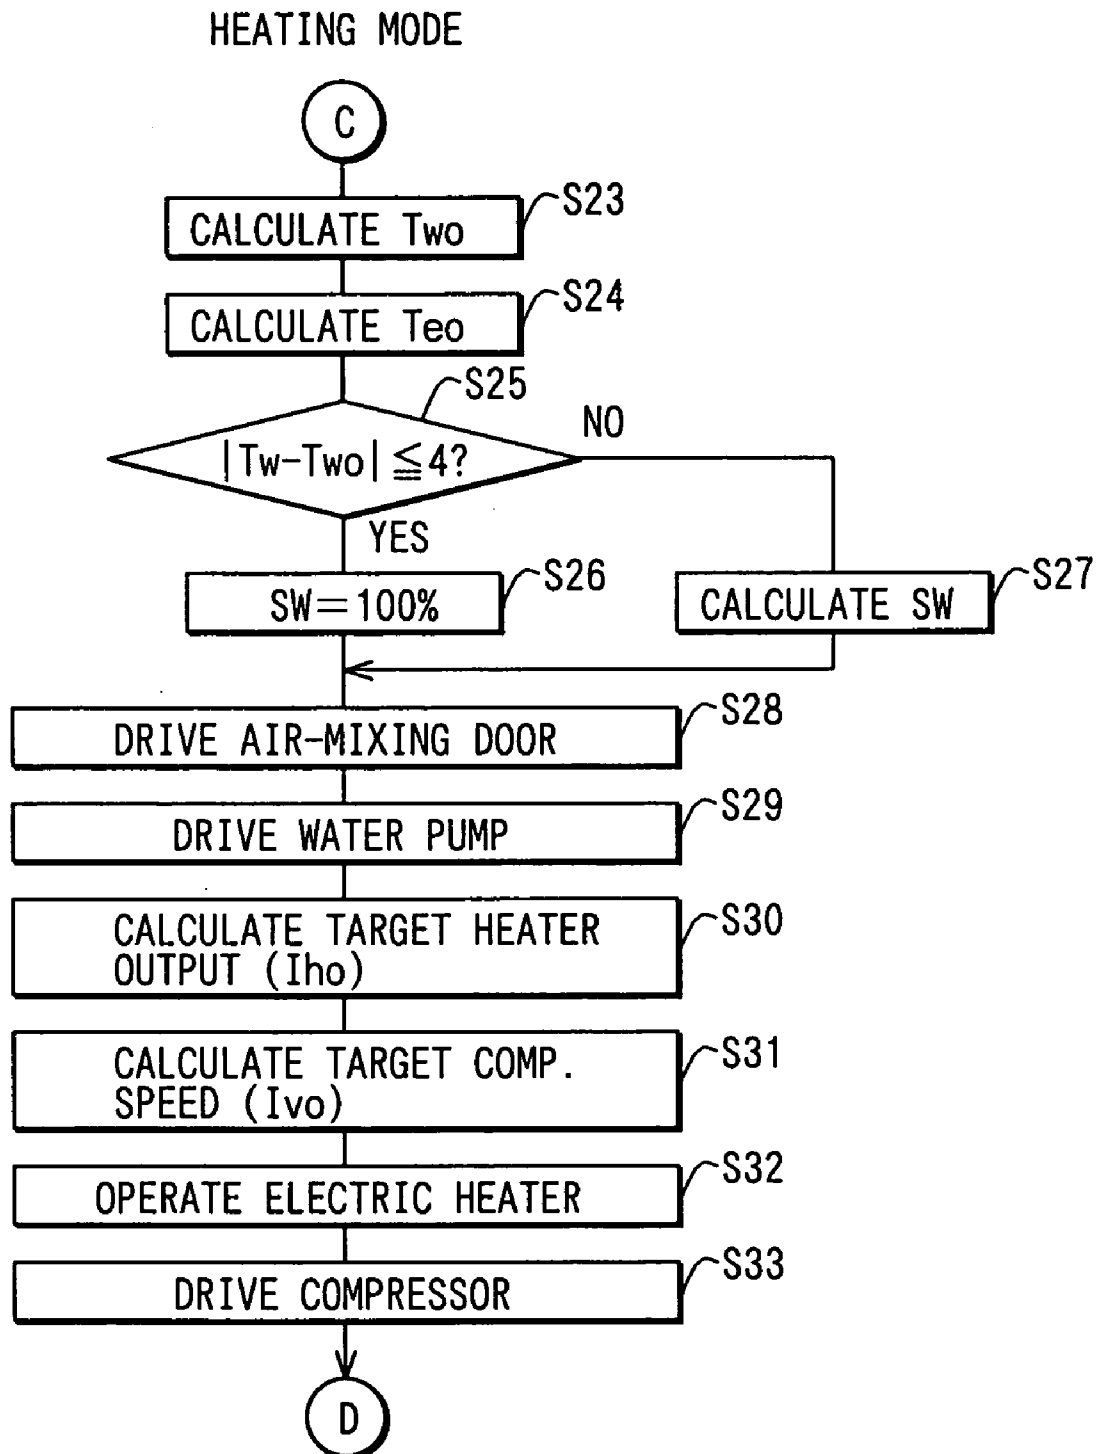 HEATING MODE
C
S23
CALCULATE Two
S24
CALCULATE Teo
S25
|Tw-Two| ≦4?
NO
YES
S26
SW=100%
S27
CALCULATE SW
S28
DRIVE AIR-MIXING DOOR
S29
DRIVE WATER PUMP
S30
CALCULATE TARGET HEATER
OUTPUT (Iho)
S31
CALCULATE TARGET COMP.
SPEED (Ivo)
S32
OPERATE ELECTRIC HEATER
S33
DRIVE COMPRESSOR
D